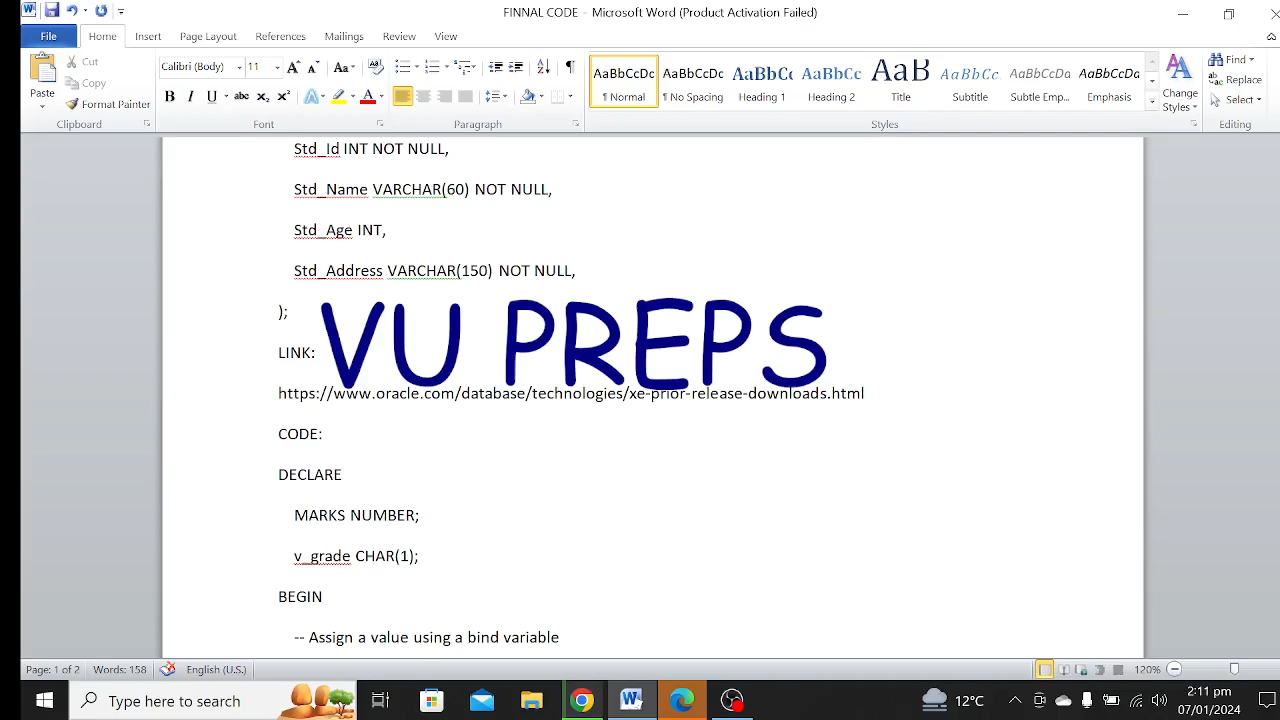 FINNAL CODE - Microsoft Word (Product Activation Failed)
File Home Insert Page Layout References Mailings Review View
Paste
Cut
Copy
Format Painter
Clipboard
Calibri (Body) 11
Font
Paragraph
AaBbCcDc AaBbCcDc AaBbCc AaBbCc AaB AaBbCc. AaBbCcDc AaBbCcDc
¶ Normal ¶ No Spacing Heading 1 Heading 2 Title Subtitle Subtle Emp... Emphasis
Change Styles
Styles
Find
Replace
Select
Editing
Std_Id INT NOT NULL,
Std_Name VARCHAR(60) NOT NULL,
Std_Age INT,
Std_Address VARCHAR(150) NOT NULL,
);
VU PREPS
LINK:
https://www.oracle.com/database/technologies/xe-prior-release-downloads.html
CODE:
DECLARE
MARKS NUMBER;
v_grade CHAR(1);
BEGIN
-- Assign a value using a bind variable
Page: 1 of 2 Words: 158 English (U.S.) 120%
Type here to search
12°C
2:11 pm
07/01/2024